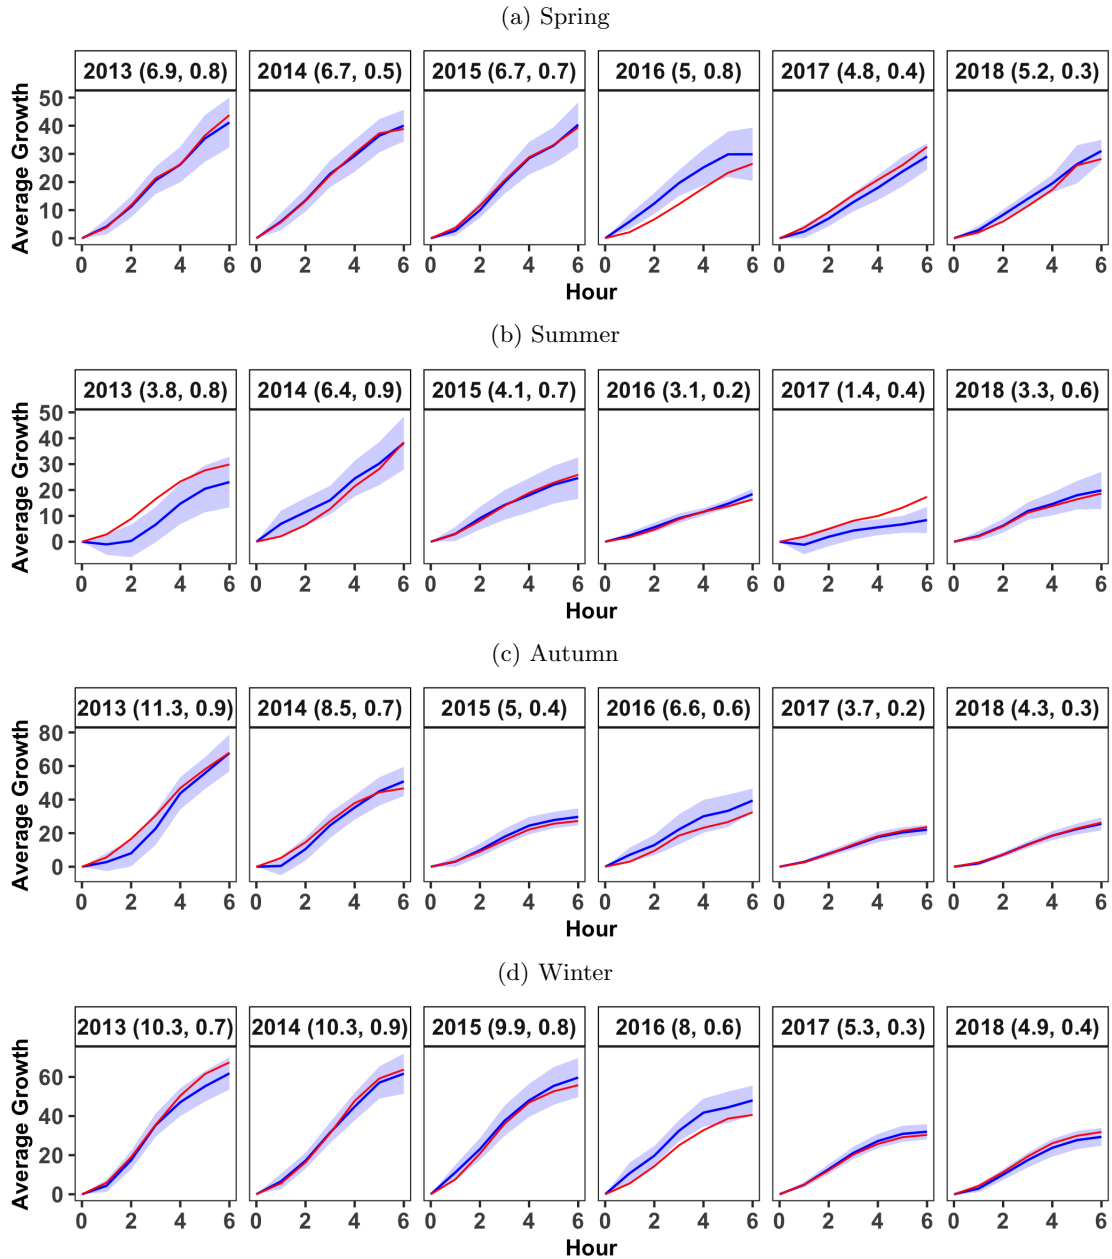 (a) Spring
2013 (6.9, 0.8) 2014 (6.7, 0.5) 2015 (6.7, 0.7) 2016 (5, 0.8) 2017 (4.8, 0.4) 2018 (5.2, 0.3)
Average Growth
50
40
30
20
10
0
0 2 4 6 0 2 4 6 0 2 4 6 0 2 4 6 0 2 4 6 0 2 4 6
Hour
(b) Summer
2013 (3.8, 0.8) 2014 (6.4, 0.9) 2015 (4.1, 0.7) 2016 (3.1, 0.2) 2017 (1.4, 0.4) 2018 (3.3, 0.6)
Average Growth
50
40
30
20
10
0
0 2 4 6 0 2 4 6 0 2 4 6 0 2 4 6 0 2 4 6 0 2 4 6
Hour
(c) Autumn
2013 (11.3, 0.9) 2014 (8.5, 0.7) 2015 (5, 0.4) 2016 (6.6, 0.6) 2017 (3.7, 0.2) 2018 (4.3, 0.3)
Average Growth
80
60
40
20
0
0 2 4 6 0 2 4 6 0 2 4 6 0 2 4 6 0 2 4 6 0 2 4 6
Hour
(d) Winter
2013 (10.3, 0.7) 2014 (10.3, 0.9) 2015 (9.9, 0.8) 2016 (8, 0.6) 2017 (5.3, 0.3) 2018 (4.9, 0.4)
Average Growth
60
40
20
0
0 2 4 6 0 2 4 6 0 2 4 6 0 2 4 6 0 2 4 6 0 2 4 6
Hour